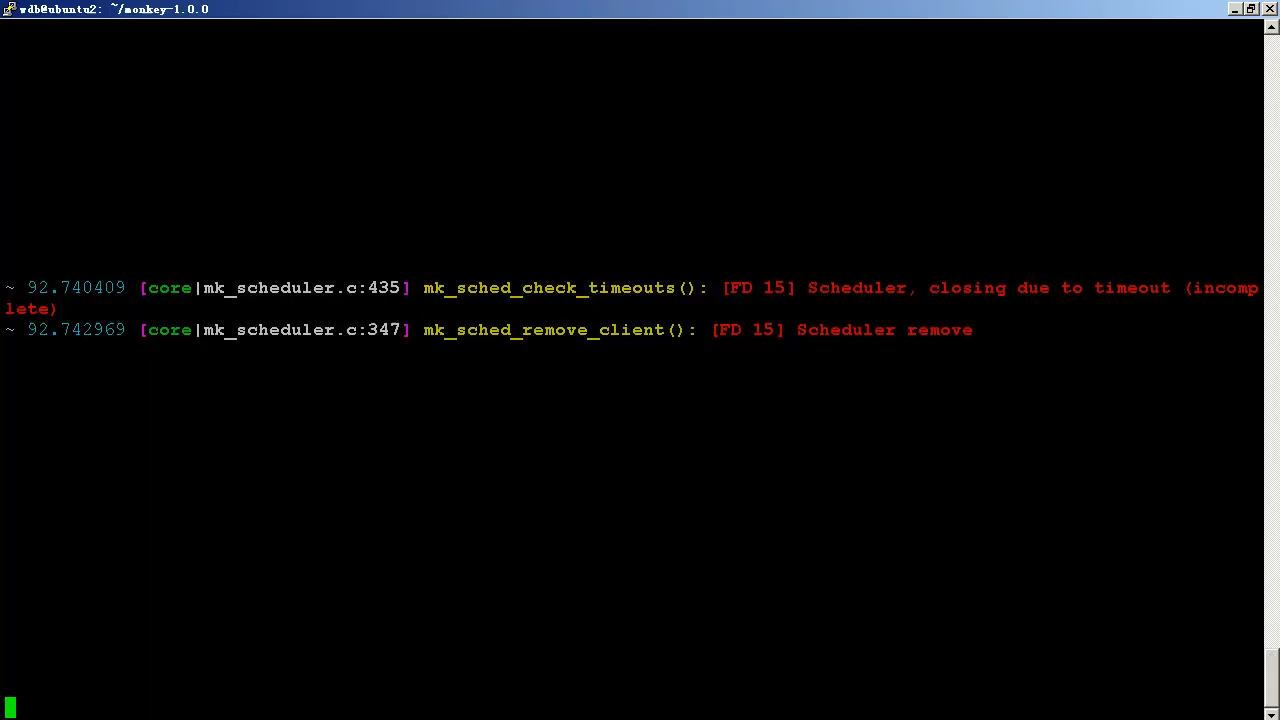 wdb@ubuntu2: ~/monkey-1.0.0
~ 92.740409 [core|mk_scheduler.c:435] mk_sched_check_timeouts(): [FD 15] Scheduler, closing due to timeout (incomp
lete)
~ 92.742969 [core|mk_scheduler.c:347] mk_sched_remove_client(): [FD 15] Scheduler remove